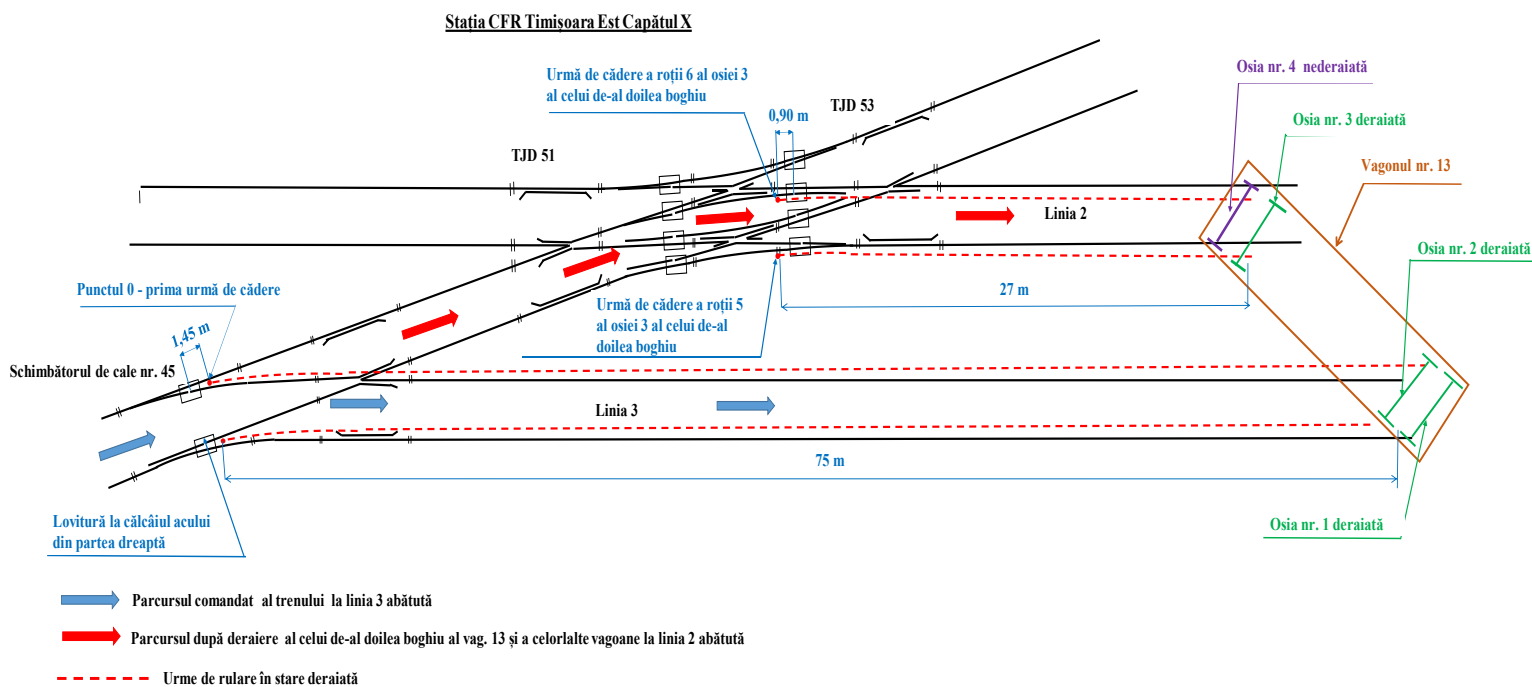 Stația CFR Timișoara Est Capătul X
Urmă de cădere a roții 6 al osiei 3
al celui de-al doilea boghiu
TJD 53
Osia nr. 4 nederaiată
0,90 m
Osia nr. 3 deraiată
TJD 51
Vagonul nr. 13
Linia 2
Osia nr. 2 deraiată
Punctul 0 - prima urmă de cădere
27 m
Urmă de cădere a roții 5
al osiei 3 al celui de-al
doilea boghiu
1,45 m
Schimbătorul de cale nr. 45
Linia 3
75 m
Lovitură la călcâiul acului
din partea dreaptă
Osia nr. 1 deraiată
Parcursul comandat al trenului la linia 3 abătută
Parcursul după deraiere al celui de-al doilea boghiu al vag. 13 și a celorlalte vagoane la linia 2 abătută
Urme de rulare în stare deraiată